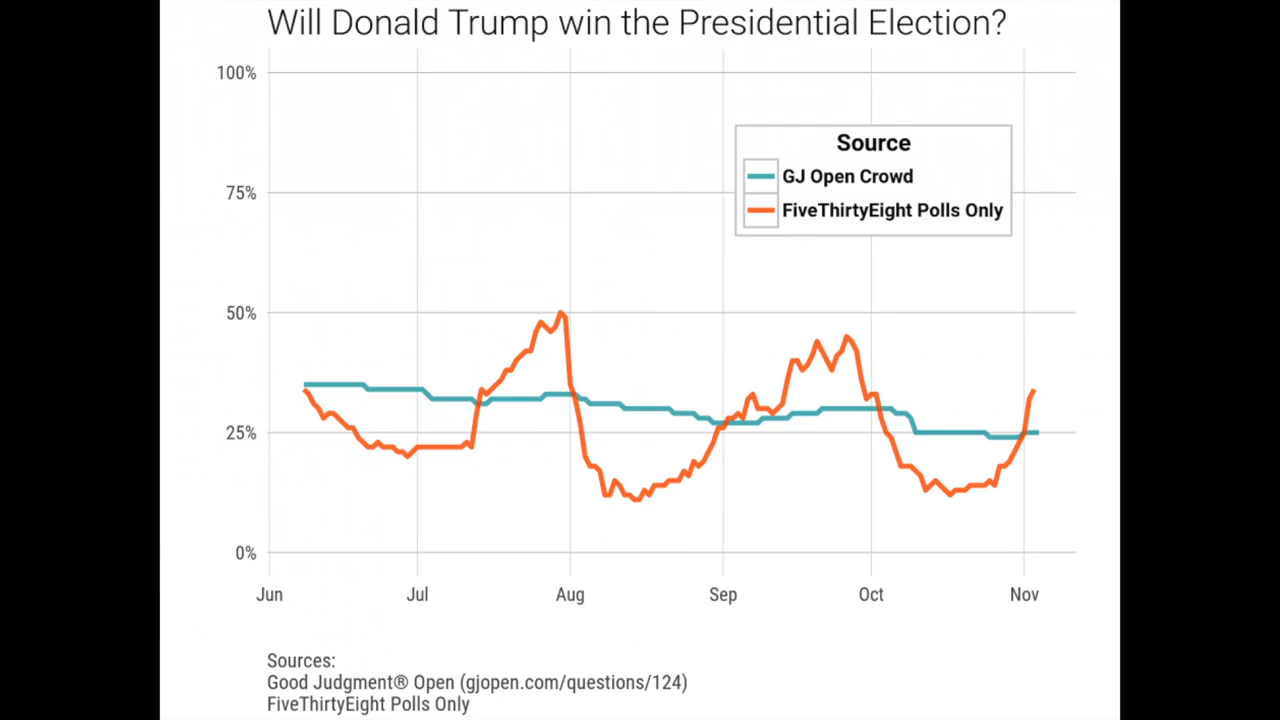 Will Donald Trump win the Presidential Election?
100%
Source
GJ Open Crowd
75%
FiveThirtyEight Polls Only
50%
25%
0%
Jun Jul Aug Sep Oct Nov
Sources:
Good Judgment® Open (gjopen.com/questions/124)
FiveThirtyEight Polls Only